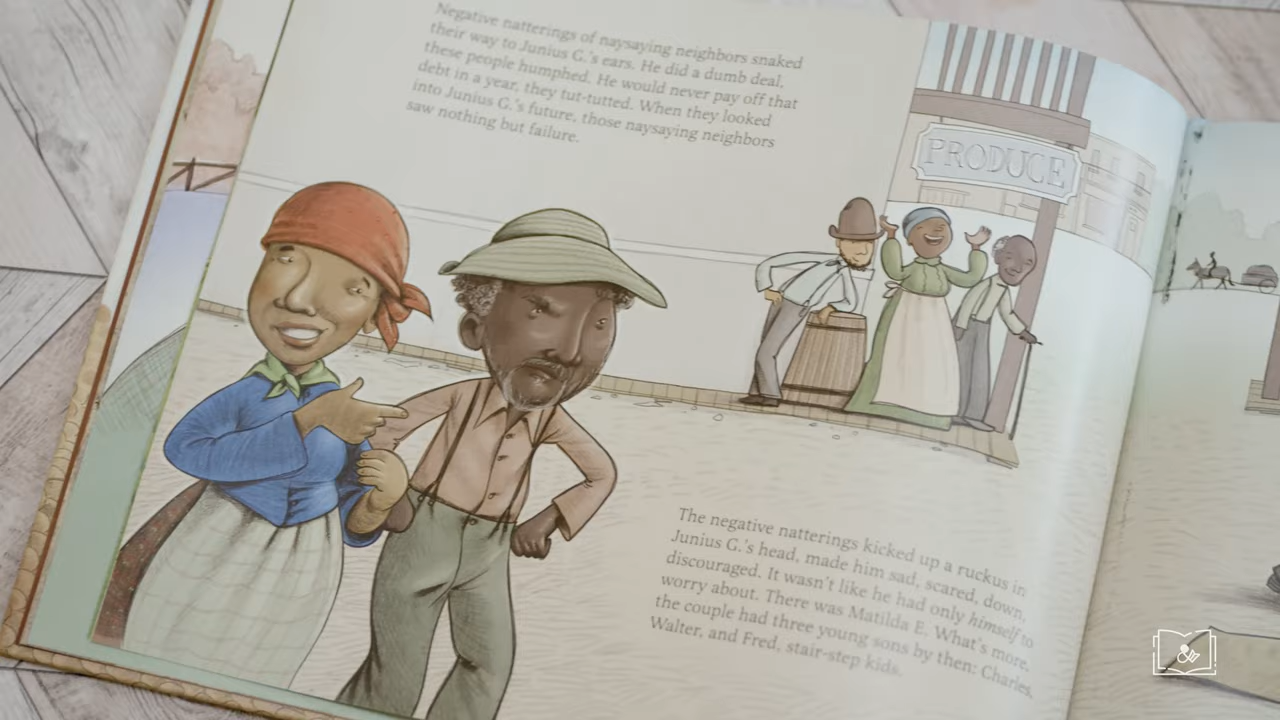 Negative natterings of naysaying neighbors snaked
their way to Junius G.'s ears. He did a dumb deal,
these people humphed. He would never pay off that
debt in a year, they tut-tutted. When they looked
into Junius G.'s future, those naysaying neighbors
saw nothing but failure.
PRODUCE
The negative natterings kicked up a ruckus in
Junius G.'s head, made him sad, scared, down,
discouraged. It wasn't like he had only himself to
worry about. There was Matilda E. What's more,
the couple had three young sons by then: Charles,
Walter, and Fred, stair-step kids.